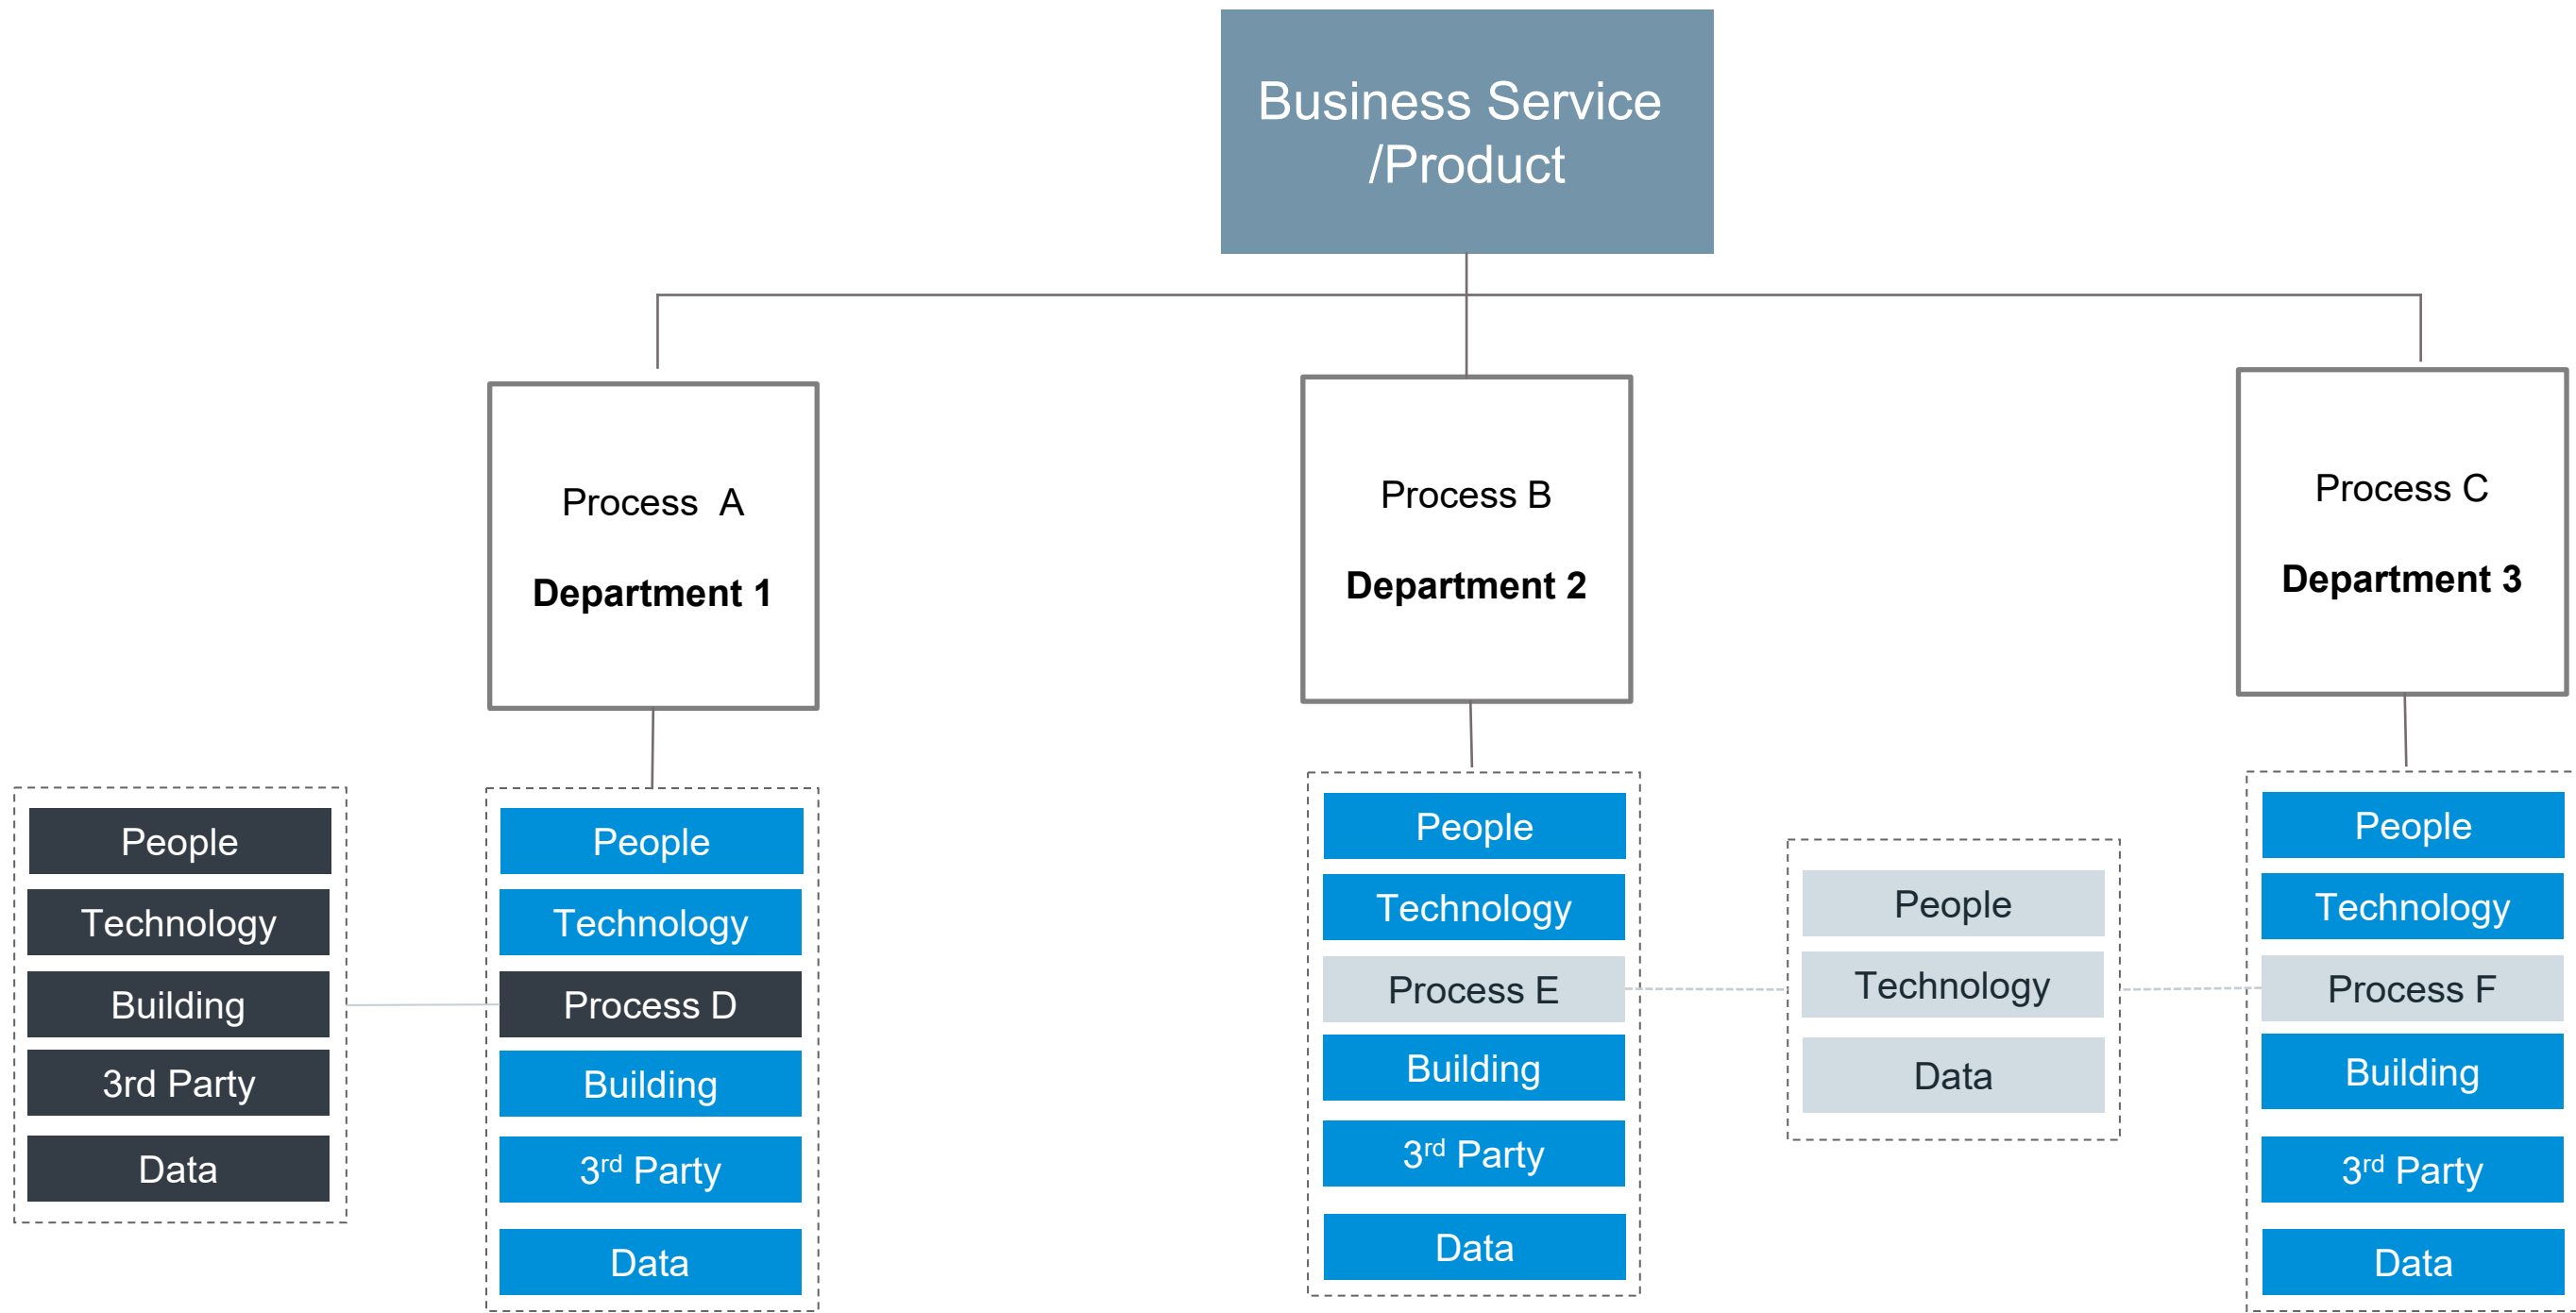 Business Service
/Product
Process  A
Department 1
Process B
Department 2
Process C
Department 3
People
Technology
Building
3rd Party
Data
People
Technology
Process D
Building
3rd Party
Data
People
Technology
Process E
Building
3rd Party
Data
People
Technology
Data
People
Technology
Process F
Building
3rd Party
Data